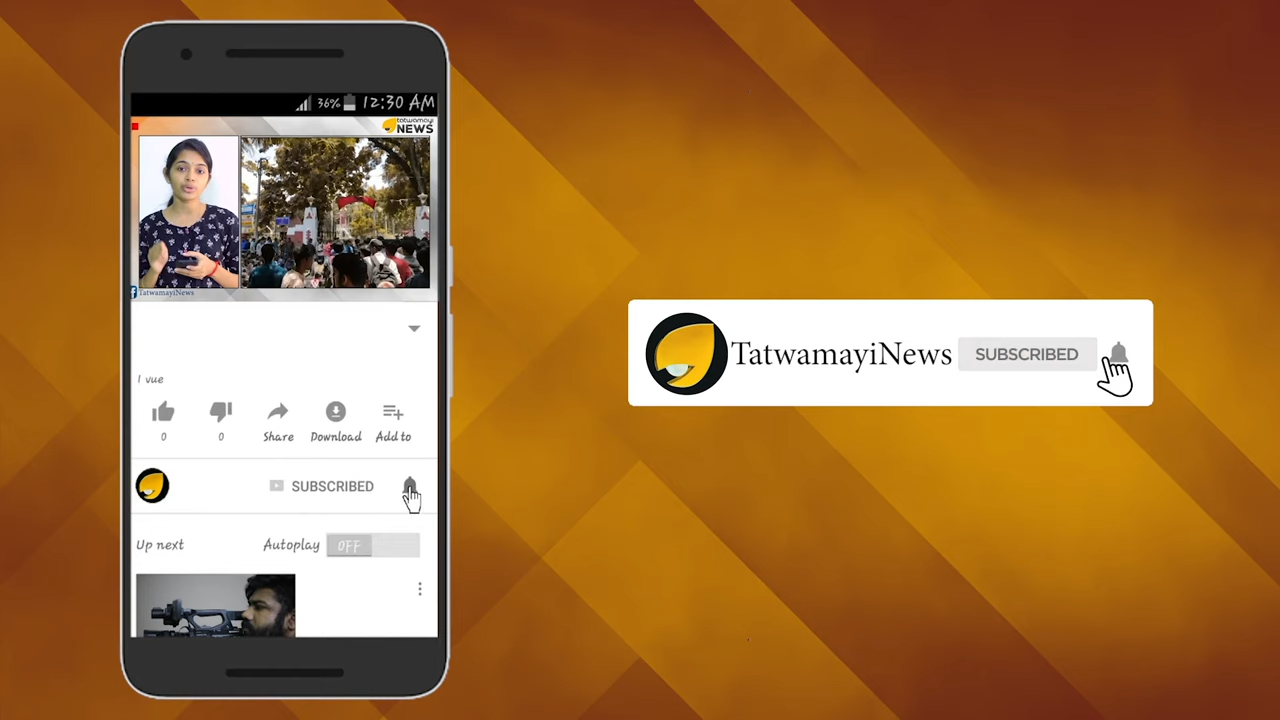 36% 12:30 AM
tatwamayi
NEWS
TatwamayiNews
1 vue
0 0 Share Download Add to
SUBSCRIBED
Up next Autoplay OFF
TatwamayiNews SUBSCRIBED